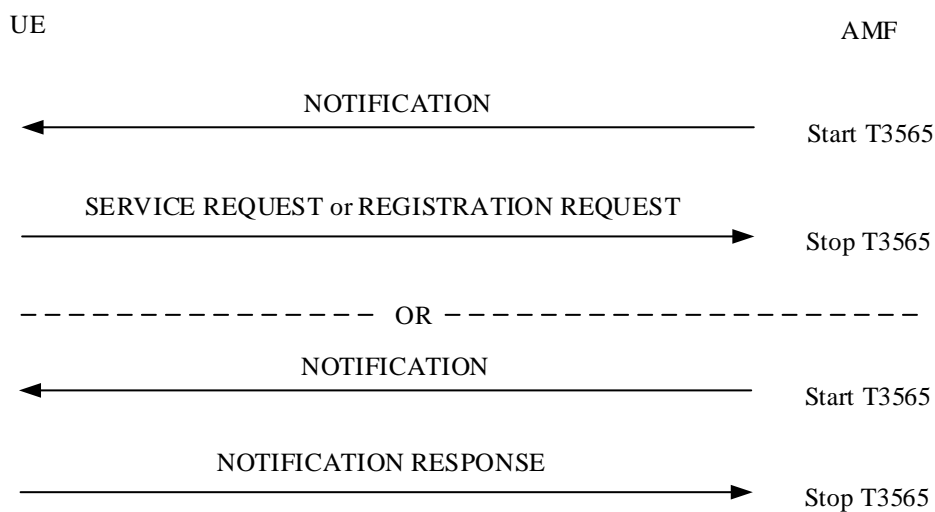 UE
AMF
NOTIFICATION
Start T3565
SERVICE REQUEST or REGISTRATION REQUEST
Stop T3565
OR
NOTIFICATION
Start T3565
NOTIFICATION RESPONSE
Stop T3565